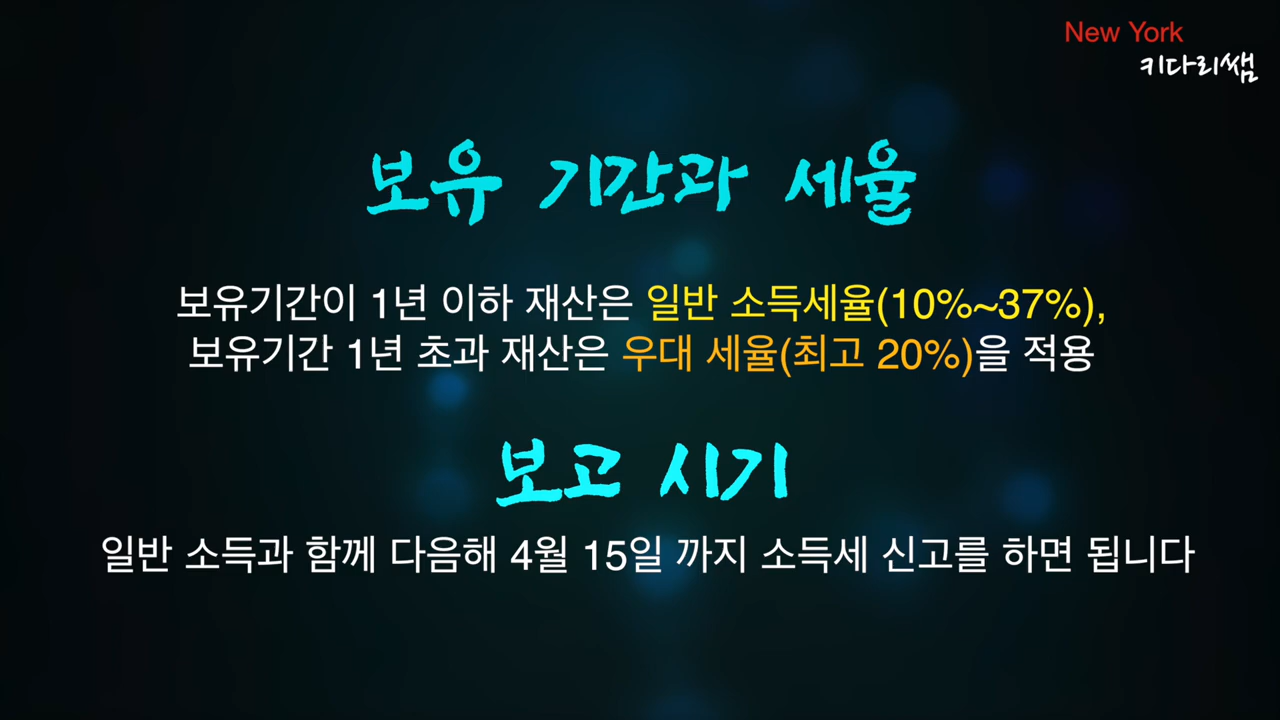 New York
키다리쌤
보유 기간과 세율
보유기간이 1년 이하 재산은 일반 소득세율(10%~37%),
보유기간 1년 초과 재산은 우대 세율(최고 20%)을 적용
보고 시기
일반 소득과 함께 다음해 4월 15일 까지 소득세 신고를 하면 됩니다